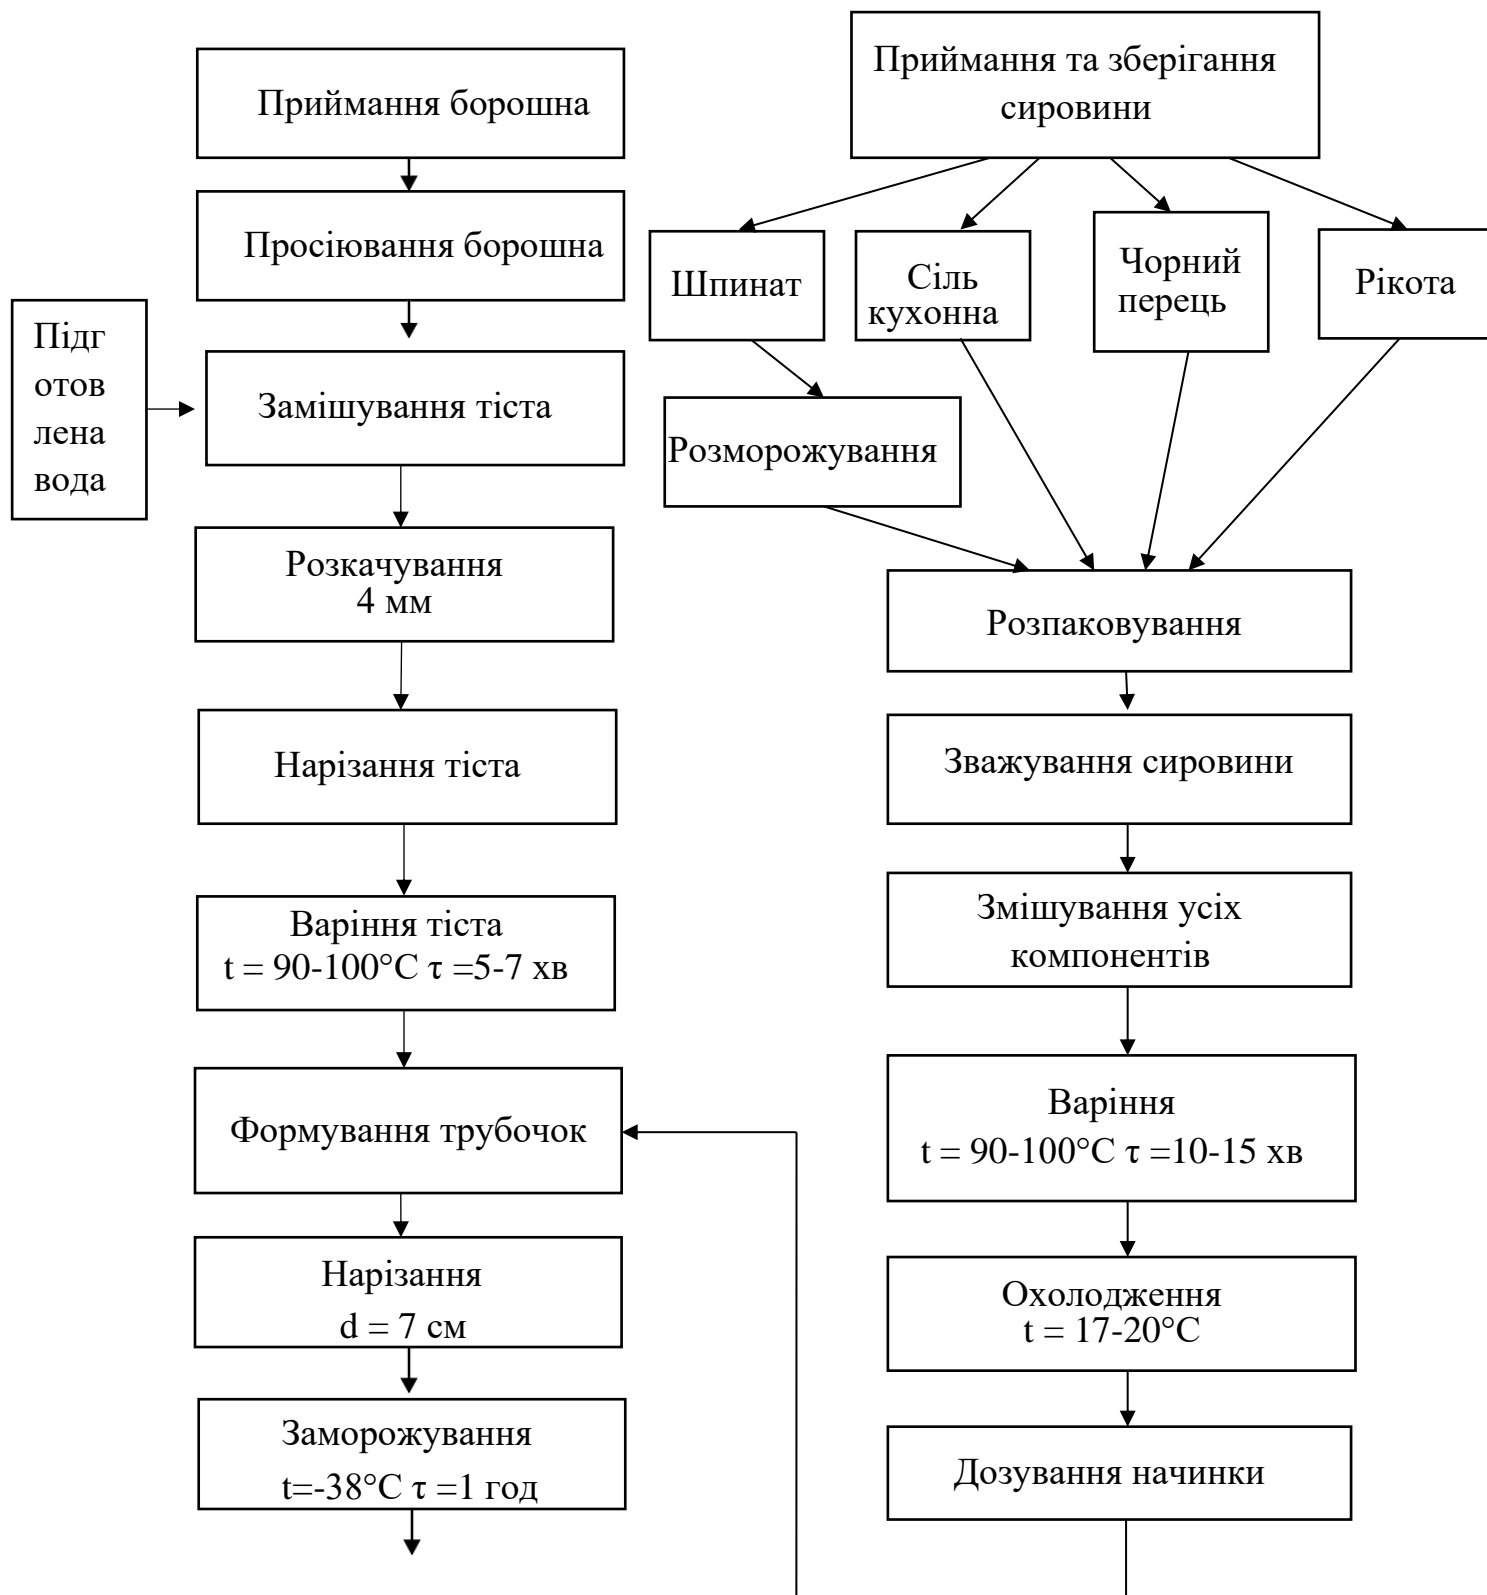 Приймання борошна
Просіювання борошна
Підг
отов
лена
вода
Замішування тіста
Розкачування
4 мм
Нарізання тіста
Варіння тіста
t = 90-100°С τ =5-7 хв
Формування трубочок
Нарізання
d = 7 см
Заморожування
t=-38°С τ =1 год
Приймання та зберігання
сировини
Шпинат
Сіль
кухонна
Чорний
перець
Рікота
Розморожування
Розпаковування
Зважування сировини
Змішування усіх
компонентів
Варіння
t = 90-100°С τ =10-15 хв
Охолодження
t = 17-20°С
Дозування начинки